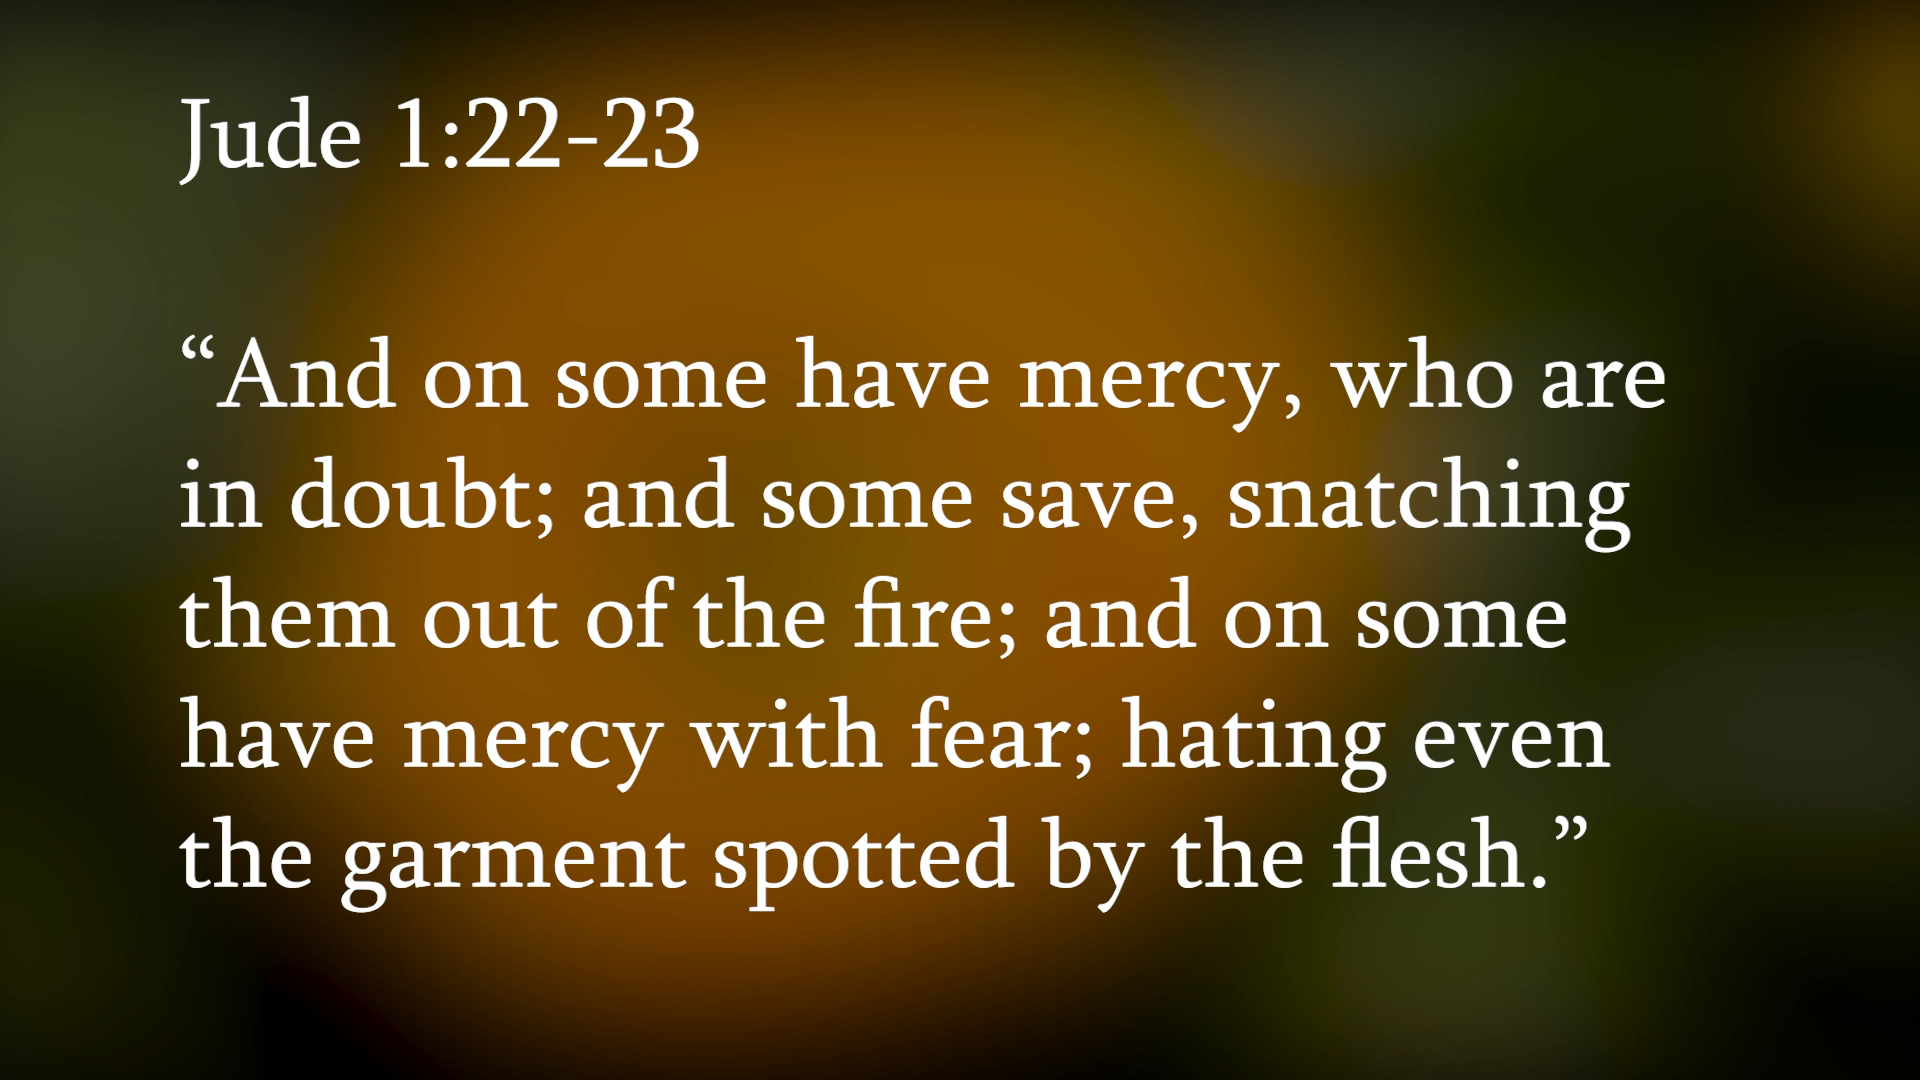 Jude 1:22-23
“And on some have mercy, who are
in doubt; and some save, snatching
them out of the fire; and on some
have mercy with fear; hating even
the garment spotted by the flesh.”